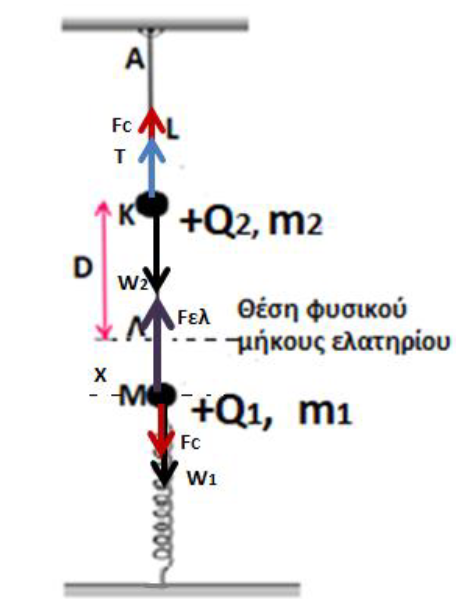 A
Fc L
T
K +Q2, m2
D
W2
Fελ
Λ
Θέση φυσικού
μήκους ελατηρίου
X
M +Q1, m1
Fc
W1